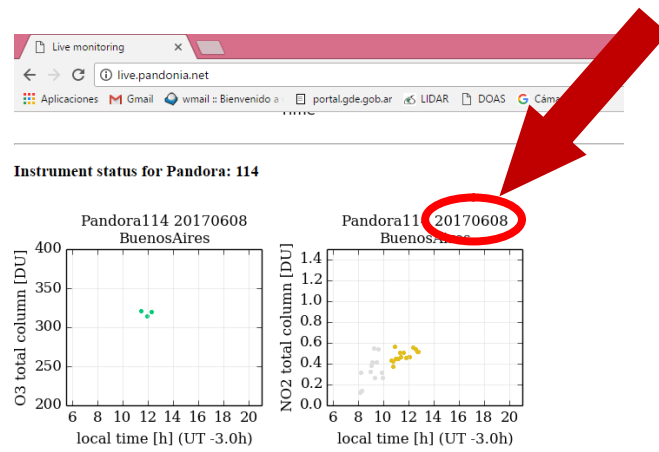 Live monitoring
live.pandonia.net
Aplicaciones Gmail wmail :: Bienvenido a portal.gde.gob.ar LIDAR DOAS Cáma
Instrument status for Pandora: 114
Pandora114 20170608
BuenosAires
O3 total column [DU]
400
350
300
250
200
6 8 10 12 14 16 18 20
local time [h] (UT -3.0h)
Pandora11 20170608
BuenosAires
NO2 total column [DU]
1.4
1.2
1.0
0.8
0.6
0.4
0.2
0.0
6 8 10 12 14 16 18 20
local time [h] (UT -3.0h)